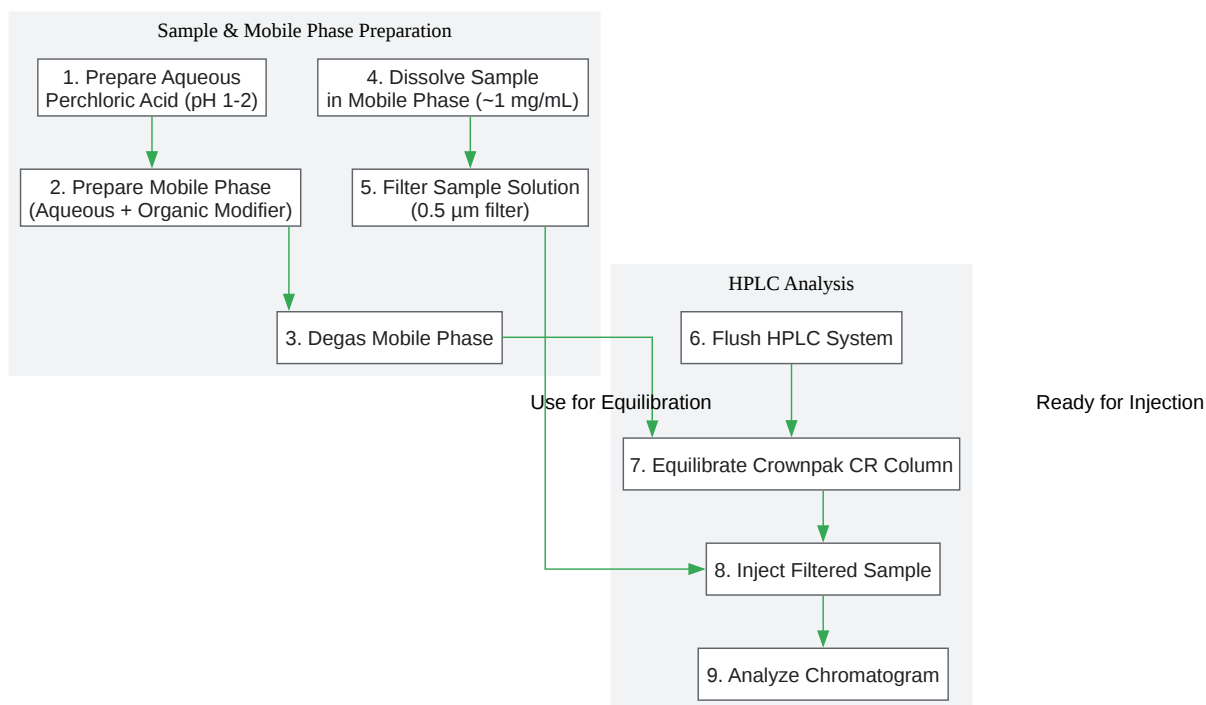 Sample & Mobile Phase Preparation
1. Prepare Aqueous
Perchloric Acid (pH 1-2)
4. Dissolve Sample
in Mobile Phase (~1 mg/mL)
2. Prepare Mobile Phase
(Aqueous + Organic Modifier)
5. Filter Sample Solution
(0.5 µm filter)
3. Degas Mobile Phase
HPLC Analysis
6. Flush HPLC System
Use for Equilibration
Ready for Injection
7. Equilibrate Crownpak CR Column
8. Inject Filtered Sample
9. Analyze Chromatogram